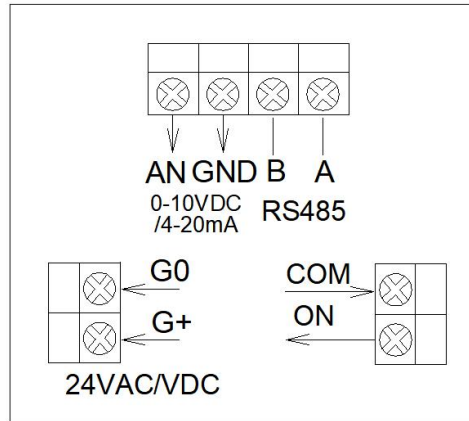 AN GND B A
0-10VDC RS485
/4-20mA
G0 COM
G+ ON
24VAC/VDC